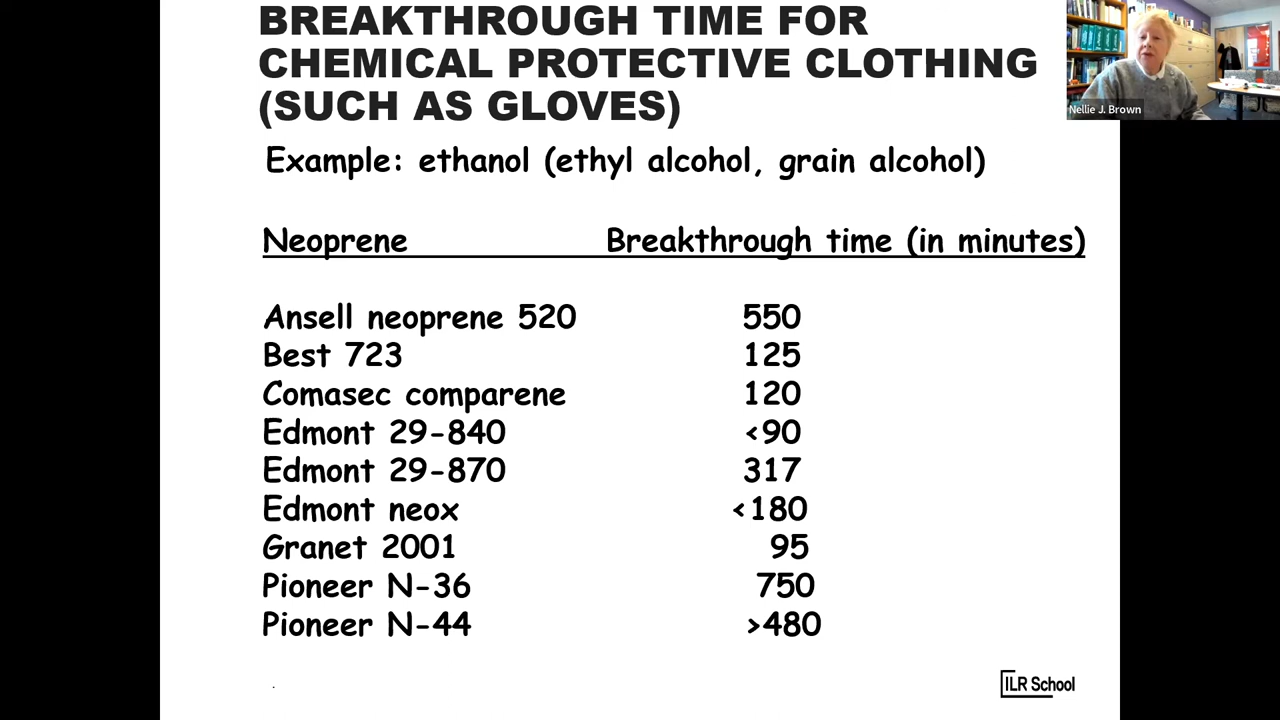 BREAKTHROUGH TIME FOR
CHEMICAL PROTECTIVE CLOTHING
(SUCH AS GLOVES)
Nellie J. Brown
Example: ethanol (ethyl alcohol, grain alcohol)
Neoprene Breakthrough time (in minutes)
Ansell neoprene 520 550
Best 723 125
Comasec comparene 120
Edmont 29-840 <90
Edmont 29-870 317
Edmont neox <180
Granet 2001 95
Pioneer N-36 750
Pioneer N-44 >480
.
ILR School